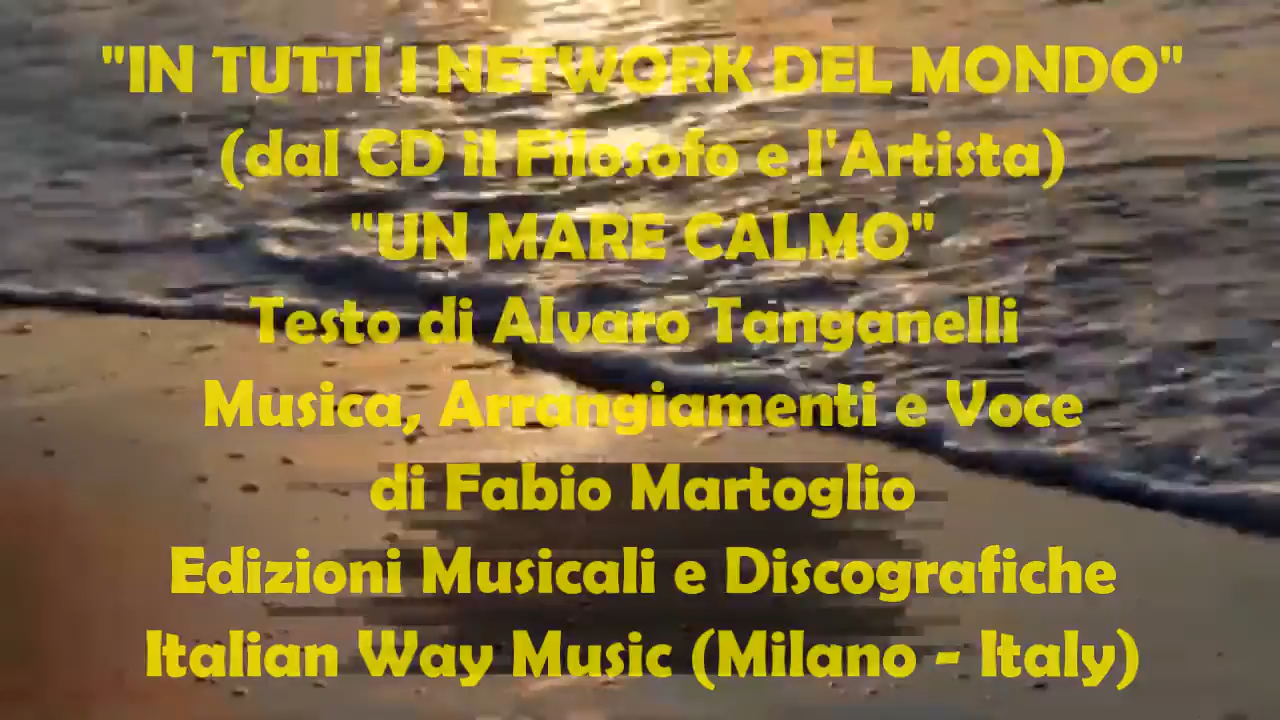 "IN TUTTI I NETWORK DEL MONDO"
(dal CD il Filosofo e l'Artista)
"UN MARE CALMO"
Testo di Alvaro Tanganelli
Musica, Arrangiamenti e Voce
di Fabio Martoglio
Edizioni Musicali e Discografiche
Italian Way Music (Milano - Italy)